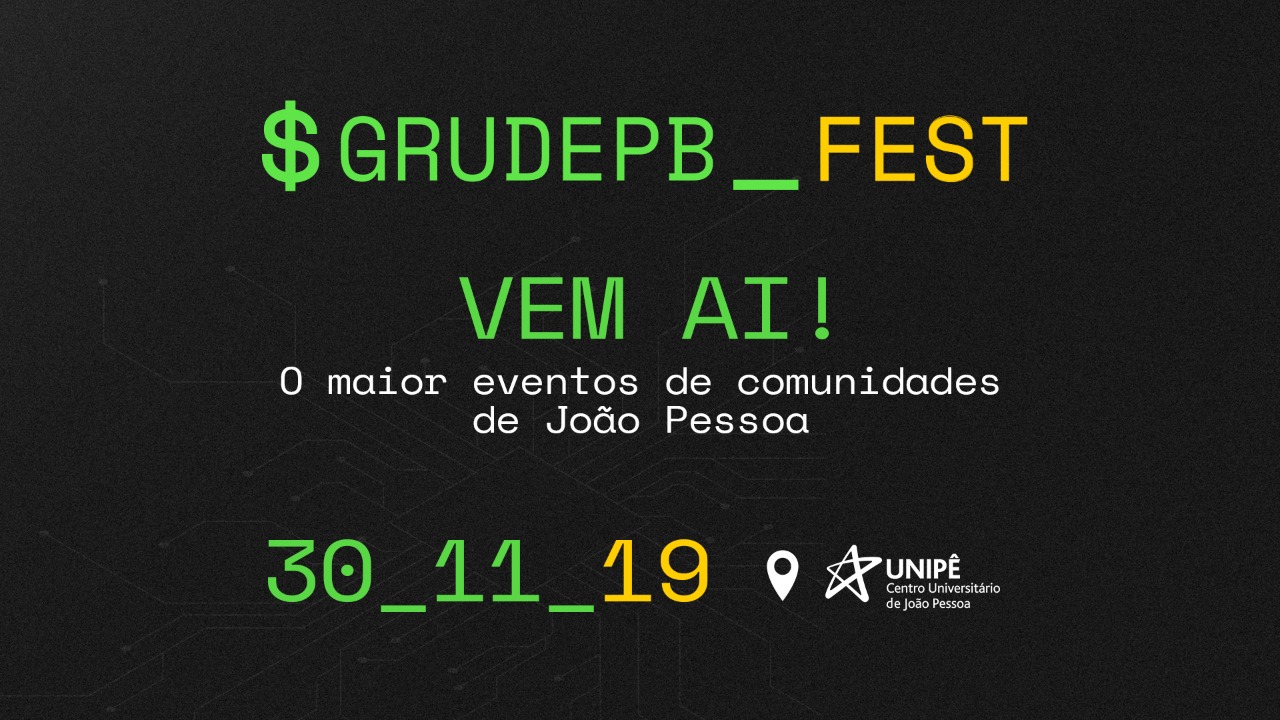 $GRUDEPB_FEST
VEM AI!
O maior eventos de comunidades
de João Pessoa
30_11_19
UNIPÊ
Centro Universitário
de João Pessoa